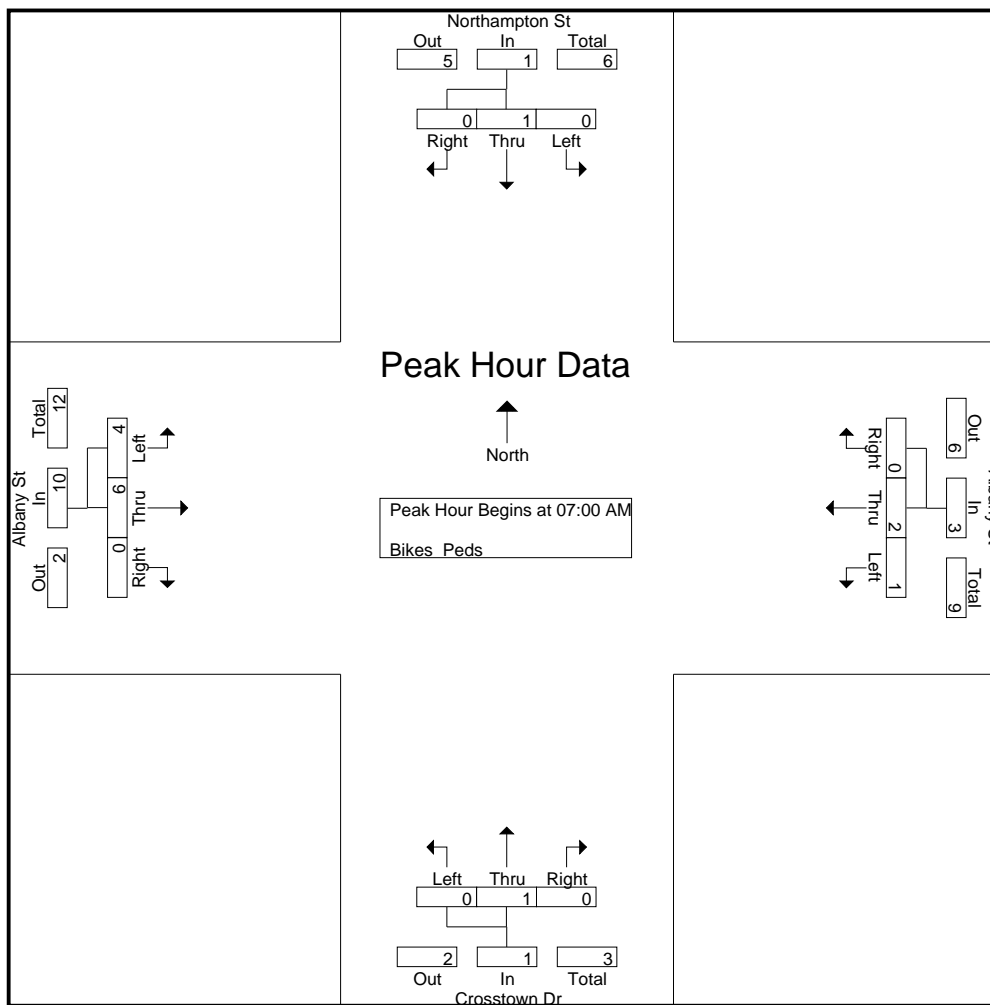 Northampton St
Out In Total
5 1 6
0 1 0
Right Thru Left
Peak Hour Data
North
Peak Hour Begins at 07:00 AM
Bikes Peds
Albany St
Total In Out
12 10 2
4 6 0
Left Thru Right
Right Thru Left
0 2 1
6 3 9
Out In Total
Left Thru Right
0 1 0
2 1 3
Out In Total
Crosstown Dr